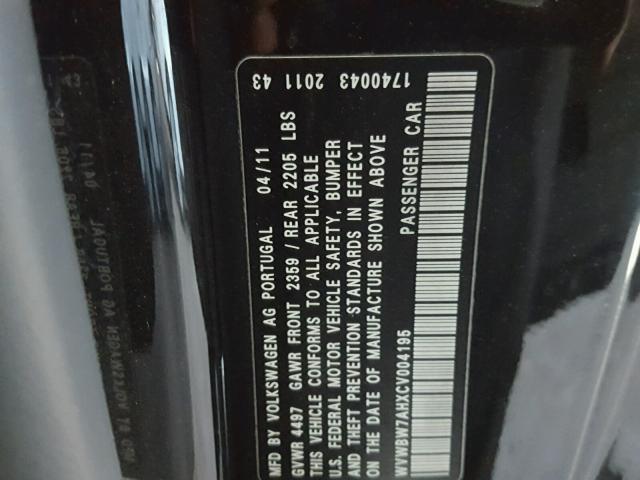 1740043 2011 43
MFD BY VOLKSWAGEN AG PORTUGAL 04/11
GVWR 4497 GAWR FRONT 2359 / REAR 2205 LBS
THIS VEHICLE CONFORMS TO ALL APPLICABLE
U.S. FEDERAL MOTOR VEHICLE SAFETY, BUMPER
AND THEFT PREVENTION STANDARDS IN EFFECT
ON THE DATE OF MANUFACTURE SHOWN ABOVE
WVWBW7AHXCV004195 PASSENGER CAR